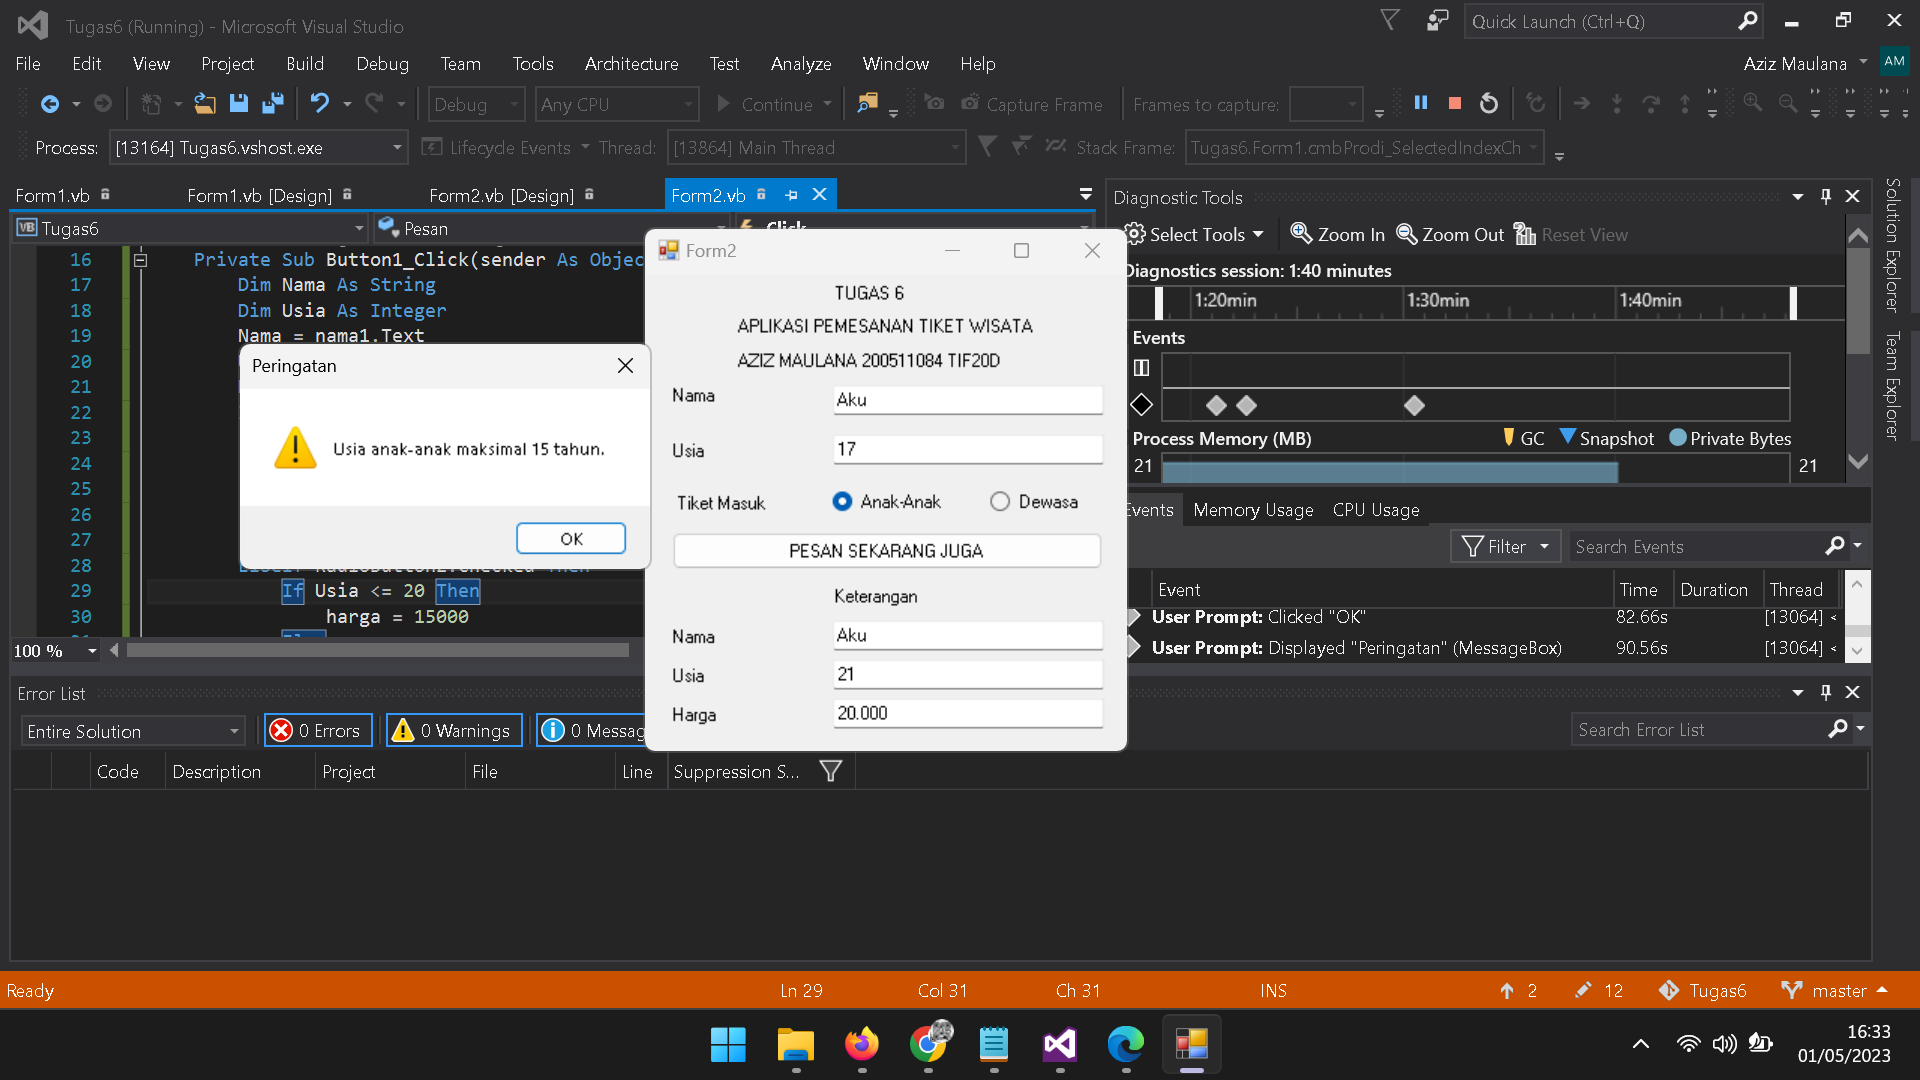 Tugas6 (Running) - Microsoft Visual Studio
Quick Launch (Ctrl+Q)
File Edit View Project Build Debug Team Tools Architecture Test Analyze Window Help
Aziz Maulana AM
Debug Any CPU Continue Capture Frame Frames to capture:
Process: [13164] Tugas6.vshost.exe Lifecycle Events Thread: [13864] Main Thread Stack Frame: Tugas6.Form1.cmbProdi_SelectedIndexCh
Form1.vb Form1.vb [Design] Form2.vb [Design] Form2.vb
Tugas6 Pesan Click
16 Private Sub Button1_Click(sender As Objec
17 Dim Nama As String
18 Dim Usia As Integer
19 Nama = nama1.Text
20
21
22
23
24
25
26
27
28
29 If Usia <= 20 Then
30 harga = 15000
100 %
Peringatan
Usia anak-anak maksimal 15 tahun.
OK
Form2
TUGAS 6
APLIKASI PEMESANAN TIKET WISATA
AZIZ MAULANA 200511084 TIF20D
Nama Aku
Usia 17
Tiket Masuk Anak-Anak Dewasa
PESAN SEKARANG JUGA
Keterangan
Nama Aku
Usia 21
Harga 20.000
Diagnostic Tools
Select Tools Zoom In Zoom Out Reset View
Diagnostics session: 1:40 minutes
1:20min 1:30min 1:40min
Events
Process Memory (MB) GC Snapshot Private Bytes
21 21
Events Memory Usage CPU Usage
Filter Search Events
Event Time Duration Thread
User Prompt: Clicked "OK" 82.66s [13064] <
User Prompt: Displayed "Peringatan" (MessageBox) 90.56s [13064] <
Solution Explorer
Team Explorer
Error List
Entire Solution 0 Errors 0 Warnings 0 Messag
Search Error List
Code Description Project File Line Suppression S...
Ready Ln 29 Col 31 Ch 31 INS 2 12 Tugas6 master
16:33
01/05/2023